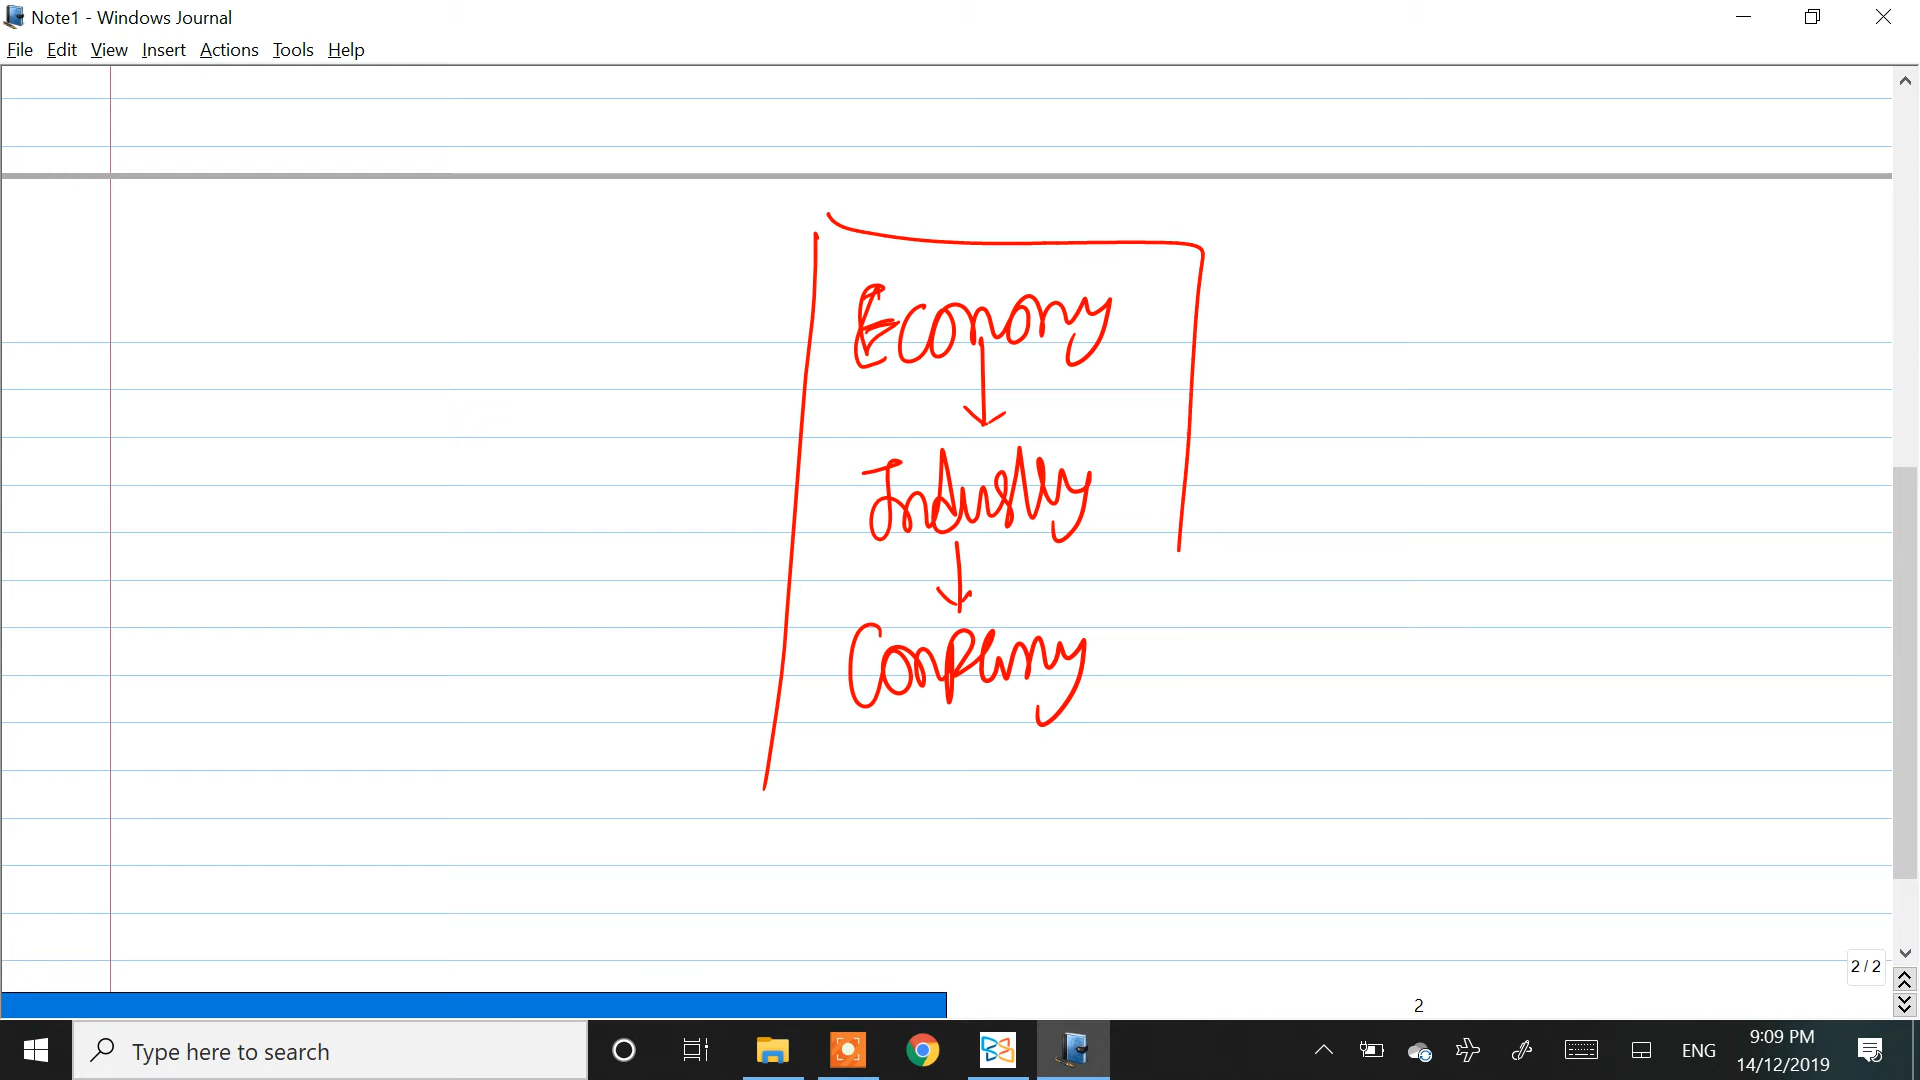 Note1 - Windows Journal
File Edit View Insert Actions Tools Help
Economy
Industry
Company
2 / 2
2
Type here to search
ENG
9:09 PM
14/12/2019